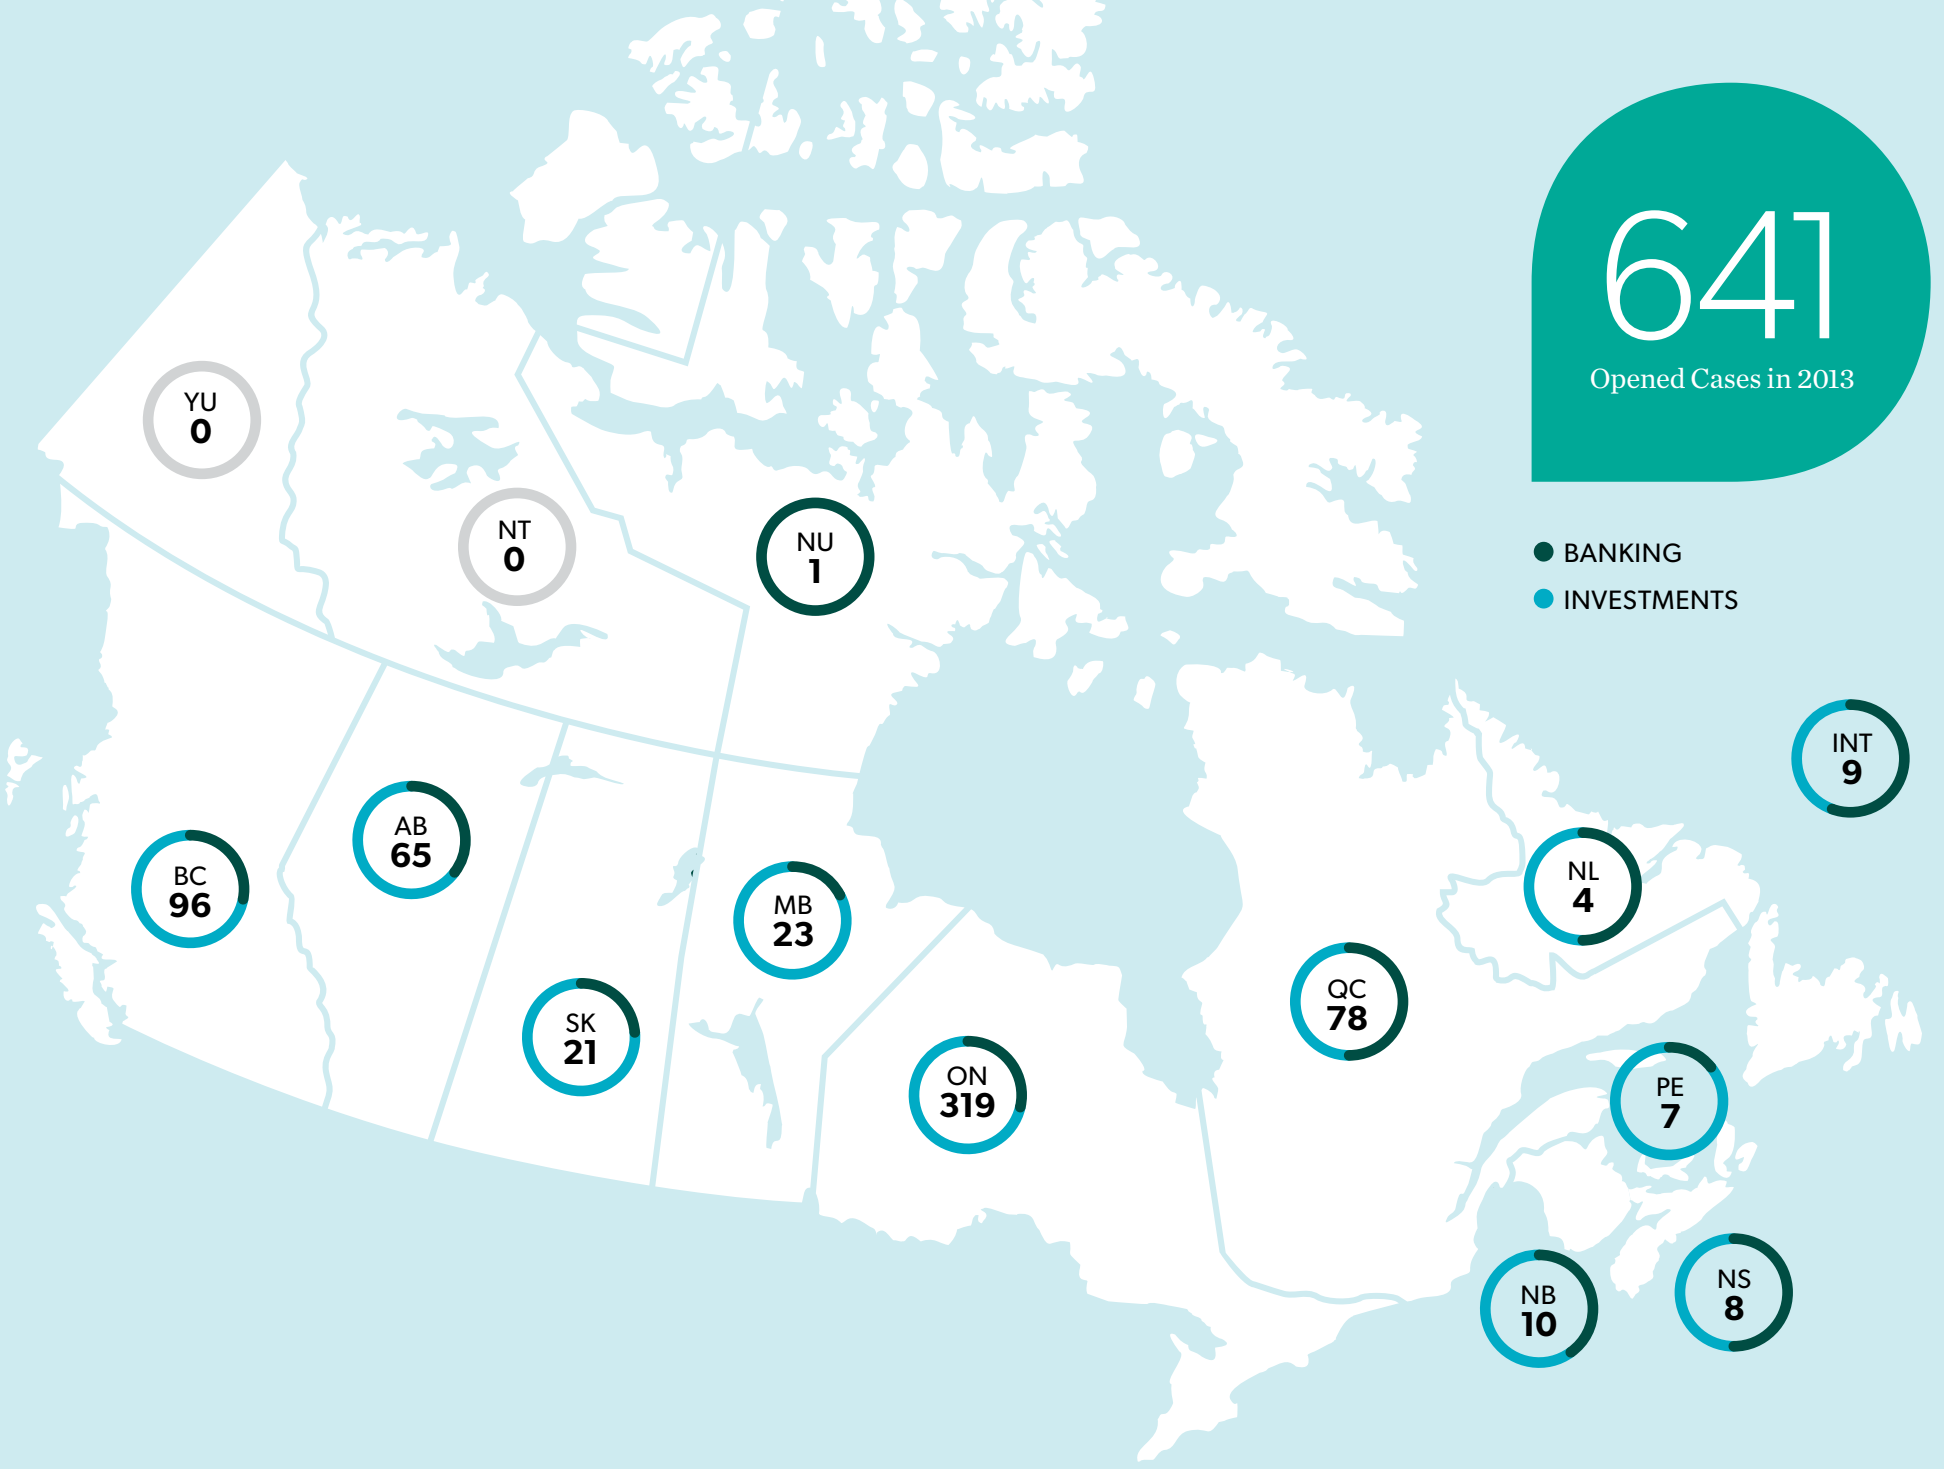 641
Opened Cases in 2013
BANKING
INVESTMENTS
YU
0
NT
0
NU
1
INT
9
BC
96
AB
65
SK
21
MB
23
ON
319
QC
78
NL
4
PE
7
NB
10
NS
8